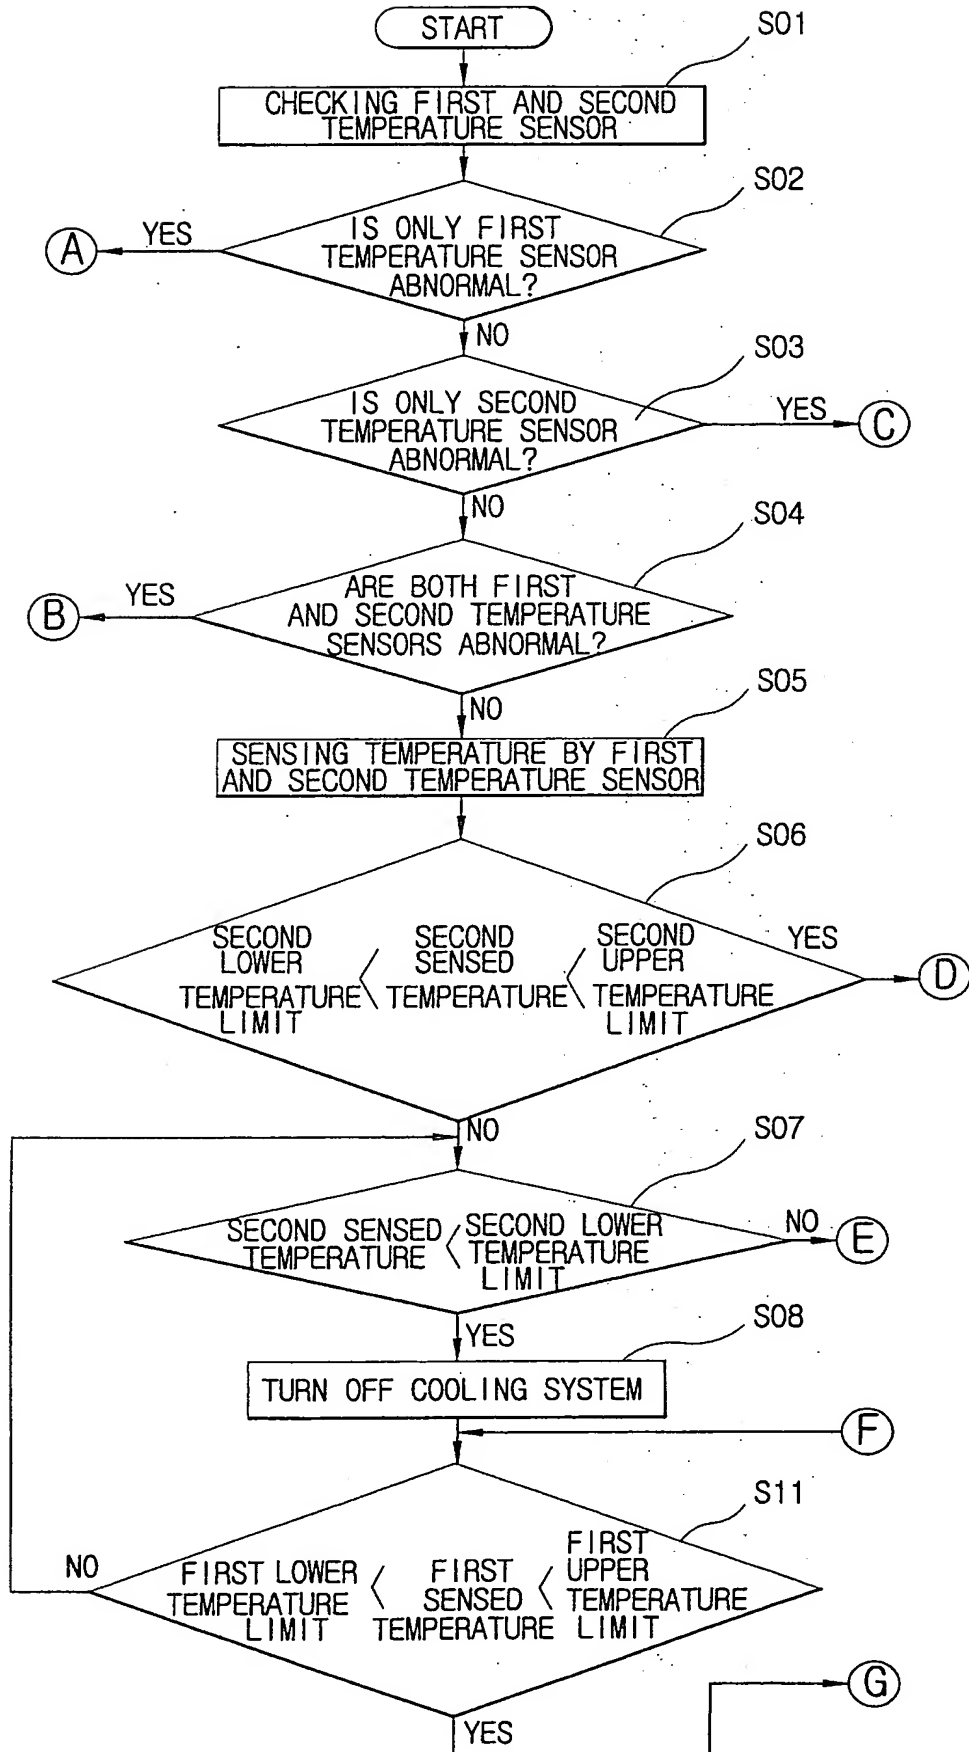 START
S01
CHECKING FIRST AND SECOND
TEMPERATURE SENSOR
S02
IS ONLY FIRST
TEMPERATURE SENSOR
ABNORMAL?
YES
A
NO
S03
IS ONLY SECOND
TEMPERATURE SENSOR
ABNORMAL?
YES
C
NO
S04
ARE BOTH FIRST
AND SECOND TEMPERATURE
SENSORS ABNORMAL?
YES
B
NO
S05
SENSING TEMPERATURE BY FIRST
AND SECOND TEMPERATURE SENSOR
S06
SECOND
LOWER
TEMPERATURE
LIMIT
<
SECOND
SENSED
TEMPERATURE
<
SECOND
UPPER
TEMPERATURE
LIMIT
YES
D
NO
S07
SECOND SENSED
TEMPERATURE
<
SECOND LOWER
TEMPERATURE
LIMIT
NO
E
YES
S08
TURN OFF COOLING SYSTEM
F
S11
NO
FIRST LOWER
TEMPERATURE
LIMIT
<
FIRST
SENSED
TEMPERATURE
<
FIRST
UPPER
TEMPERATURE
LIMIT
G
YES